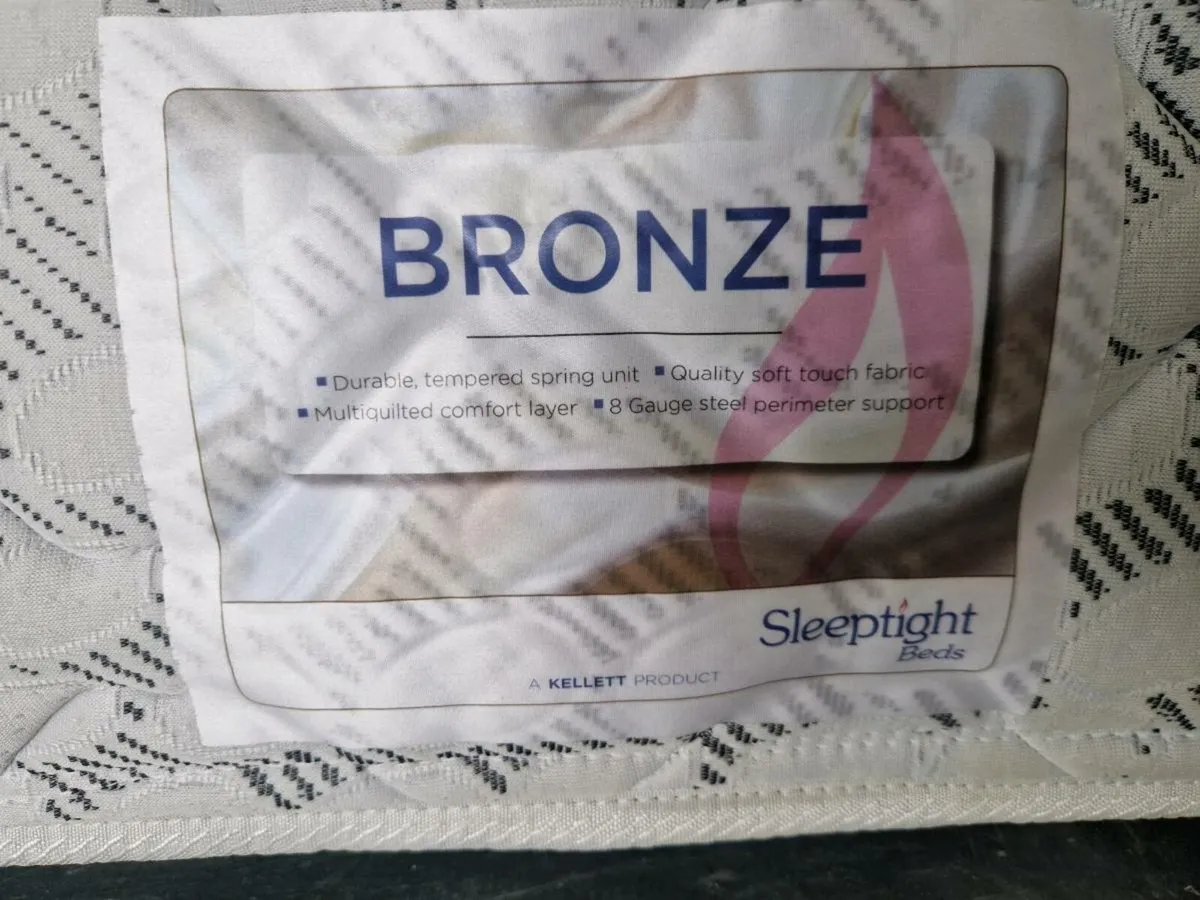 BRONZE
▪ Durable, tempered spring unit ▪ Quality soft touch fabric
▪ Multiquilted comfort layer ▪ 8 Gauge steel perimeter support
Sleeptight
Beds
A KELLETT PRODUCT